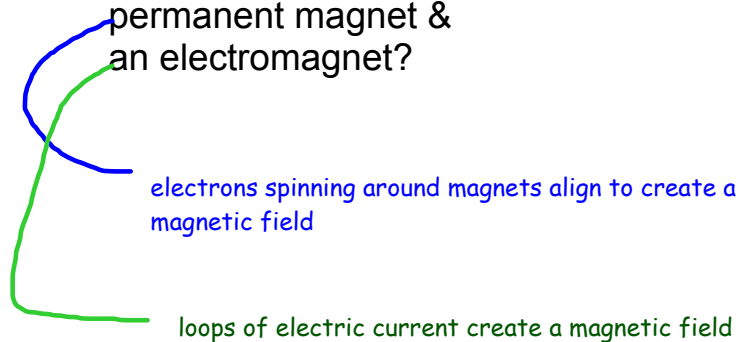 permanent magnet &
an electromagnet?
electrons spinning around magnets align to create a
magnetic field
loops of electric current create a magnetic field